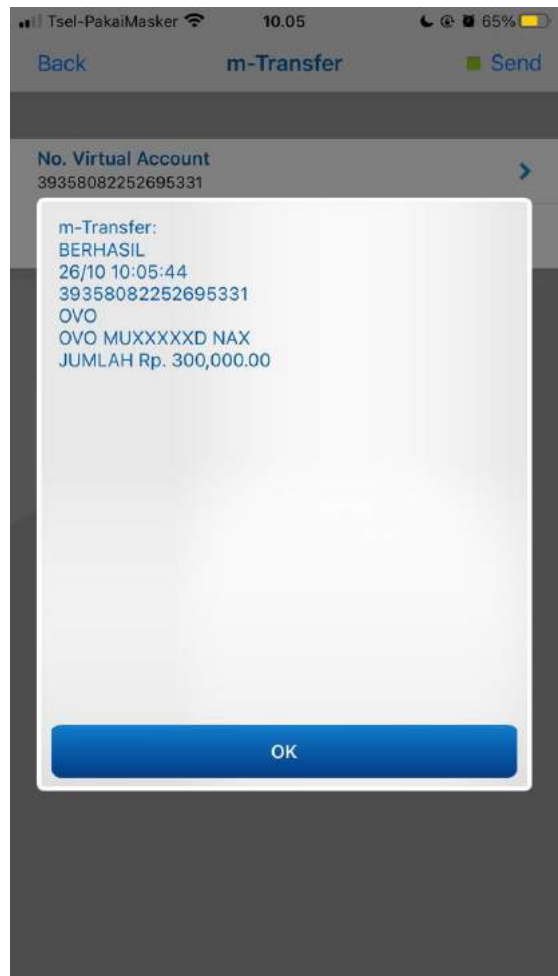 Tsel-PakaiMasker 10.05 65%
Back m-Transfer Send
No. Virtual Account
39358082252695331
m-Transfer:
BERHASIL
26/10 10:05:44
39358082252695331
OVO
OVO MUXXXXXD NAX
JUMLAH Rp. 300,000.00
OK